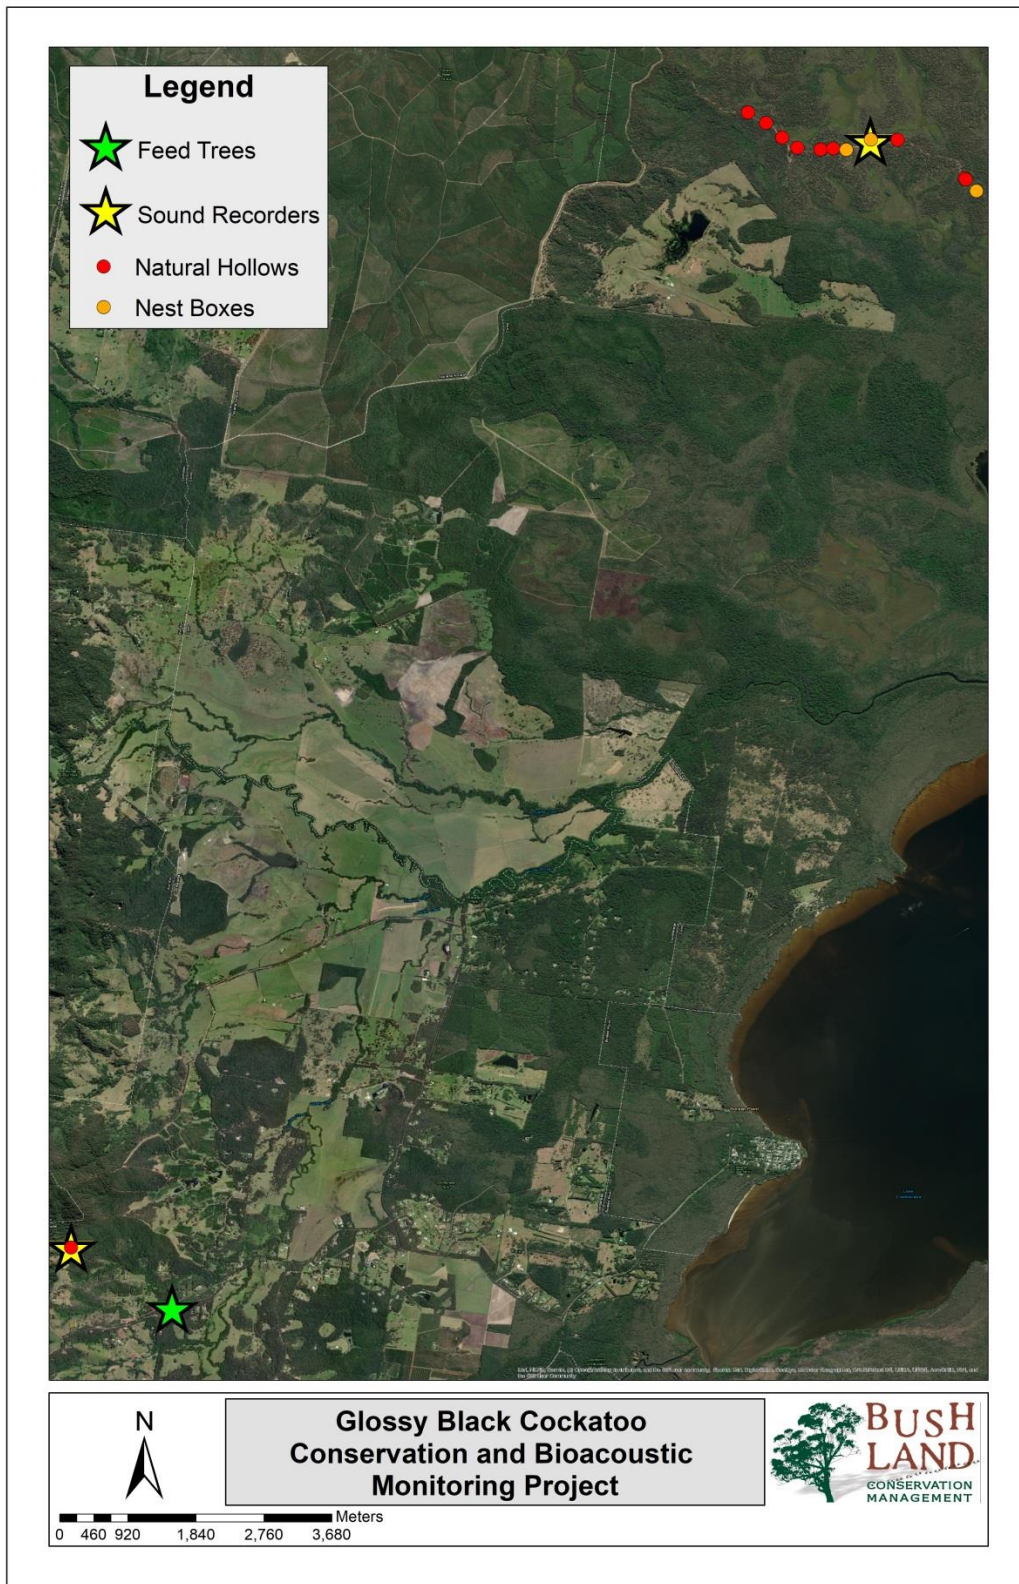 Legend
Feed Trees
Sound Recorders
Natural Hollows
Nest Boxes
N
Glossy Black Cockatoo
Conservation and Bioacoustic
Monitoring Project
BUSH
LAND
CONSERVATION
MANAGEMENT
Meters
0 460 920 1,840 2,760 3,680